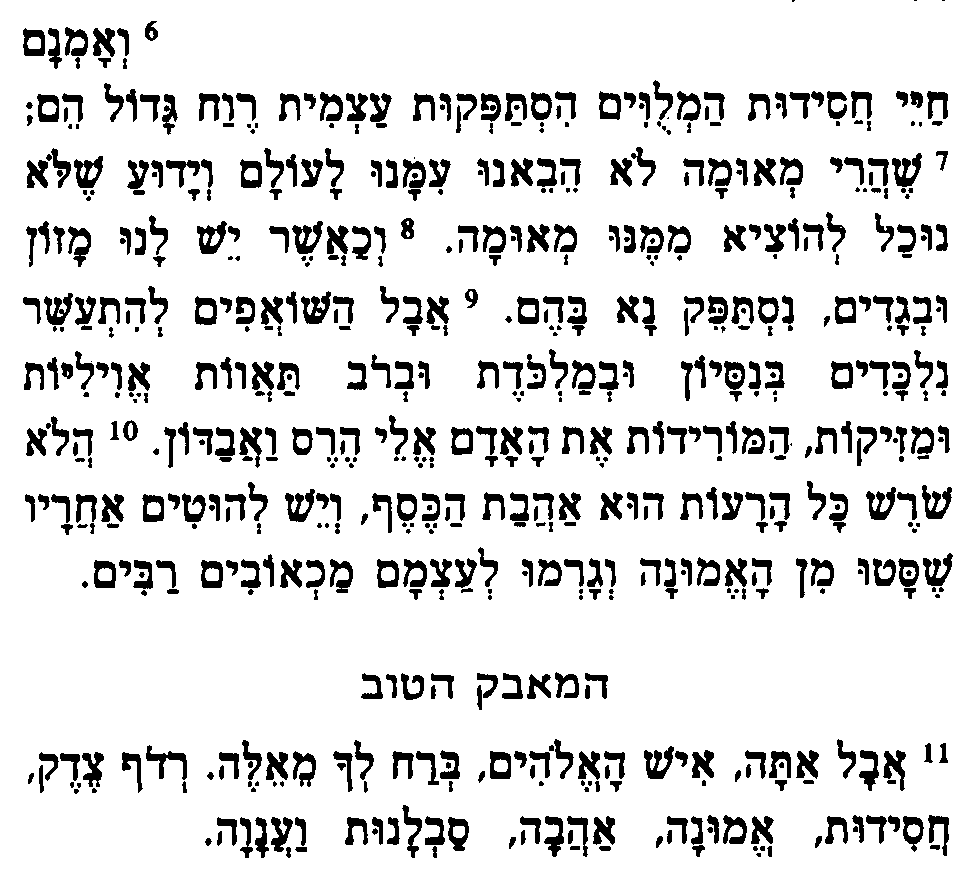 6 וְאָמְנָם
חַיֵּי חֲסִידוּת הַמְלֻוִּים הִסְתַּפְּקוּת עַצְמִית רֶוַח גָּדוֹל הֵם;
7 שֶׁהֲרֵי מְאוּמָה לֹא הֵבֵאנוּ עִמָּנוּ לָעוֹלָם וְיָדוּעַ שֶׁלֹּא
נוּכַל לְהוֹצִיא מִמֶּנּוּ מְאוּמָה. 8 וְכַאֲשֶׁר יֵשׁ לָנוּ מָזוֹן
וּבְגָדִים, נִסְתַּפֵּק נָא בָּהֶם. 9 אֲבָל הַשּׁוֹאֲפִים לְהִתְעַשֵּׁר
נִלְכָּדִים בְּנִסָּיוֹן וּבְמַלְכֹּדֶת וּבְרֹב תַּאֲווֹת אֱוִילִיּוֹת
וּמַזִּיקוֹת, הַמּוֹרִידוֹת אֶת הָאָדָם אֱלֵי הֶרֶס וַאֲבַדּוֹן. 10 הֲלֹא
שֹׁרֶשׁ כָּל הָרָעוֹת הוּא אַהֲבַת הַכֶּסֶף, וְיֵשׁ לְהוּטִים אַחֲרָיו
שֶׁסָּטוּ מִן הָאֱמוּנָה וְגָרְמוּ לְעַצְמָם מַכְאוֹבִים רַבִּים.
המאבק הטוב
11 אֲבָל אַתָּה, אִישׁ הָאֱלֹהִים, בְּרַח לְךָ מֵאֵלֶּה. רְדֹף צֶדֶק,
חֲסִידוּת, אֱמוּנָה, אַהֲבָה, סַבְלָנוּת וַעֲנָוָה.